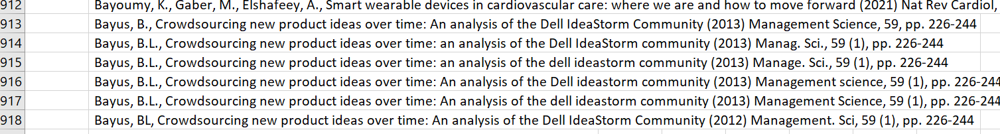 912 Bayoumy, K., Gaber, M., Elshafeey, A., Smart wearable devices in cardiovascular care: where we are and how to move forward (2021) Nat Rev Cardiol,
913 Bayus, B., Crowdsourcing new product ideas over time: An analysis of the Dell IdeaStorm Community (2013) Management Science, 59, pp. 226-244
914 Bayus, B.L., Crowdsourcing new product ideas over time: an analysis of the Dell IdeaStorm community (2013) Manag. Sci., 59 (1), pp. 226-244
915 Bayus, B.L., Crowdsourcing new product ideas over time: an analysis of the dell ideastorm community (2013) Manage. Sci., 59 (1), pp. 226-244
916 Bayus, B.L., Crowdsourcing new product ideas over time: An analysis of the Dell ideastorm community (2013) Management science, 59 (1), pp. 226-244
917 Bayus, B.L., Crowdsourcing new product ideas over time: An analysis of the dell ideastorm community (2013) Management Science, 59 (1), pp. 226-244
918 Bayus, BL, Crowdsourcing new product ideas over time: An analysis of the Dell IdeaStorm Community (2012) Management. Sci, 59 (1), pp. 226-244